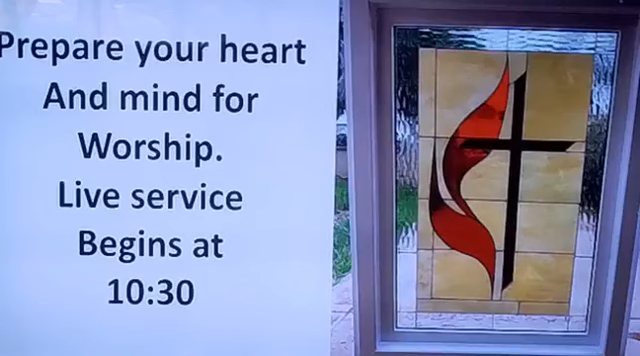 Prepare your heart
And mind for
Worship.
Live service
Begins at
10:30